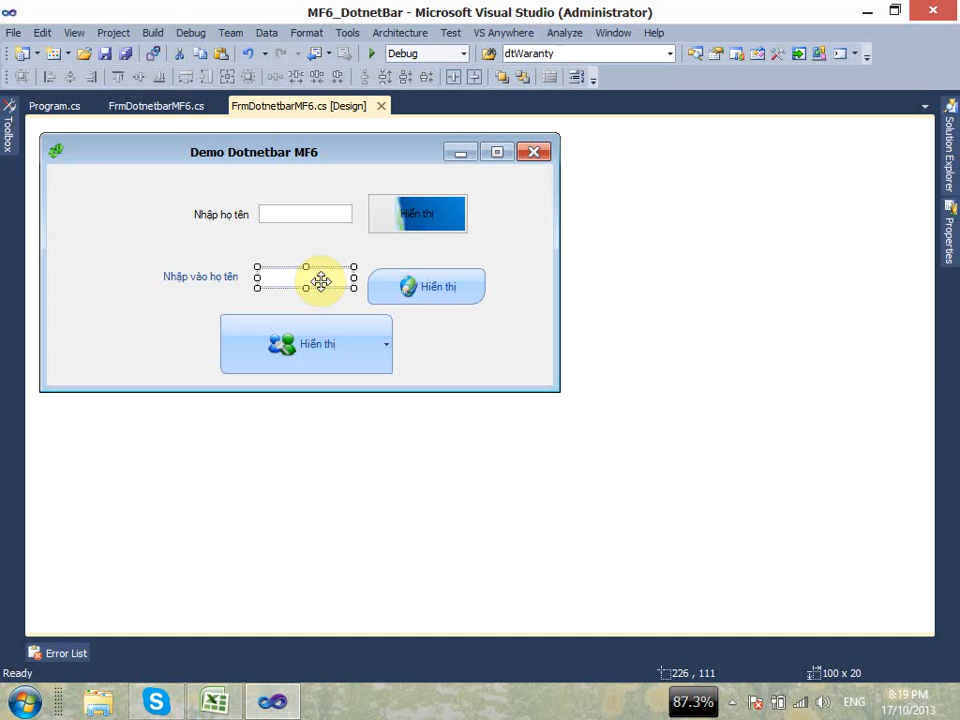 MF6_DotnetBar - Microsoft Visual Studio (Administrator)
File Edit View Project Build Debug Team Data Format Tools Architecture Test VS Anywhere Analyze Window Help
Debug dtWaranty
Program.cs FrmDotnetbarMF6.cs FrmDotnetbarMF6.cs [Design]
Toolbox
Solution Explorer
Properties
Demo Dotnetbar MF6
Nhập họ tên Hiển thị
Nhập vào họ tên Hiển thị
Hiển thị
Error List
Ready 226 , 111 100 x 20
87.3% ENG 8:19 PM
17/10/2013